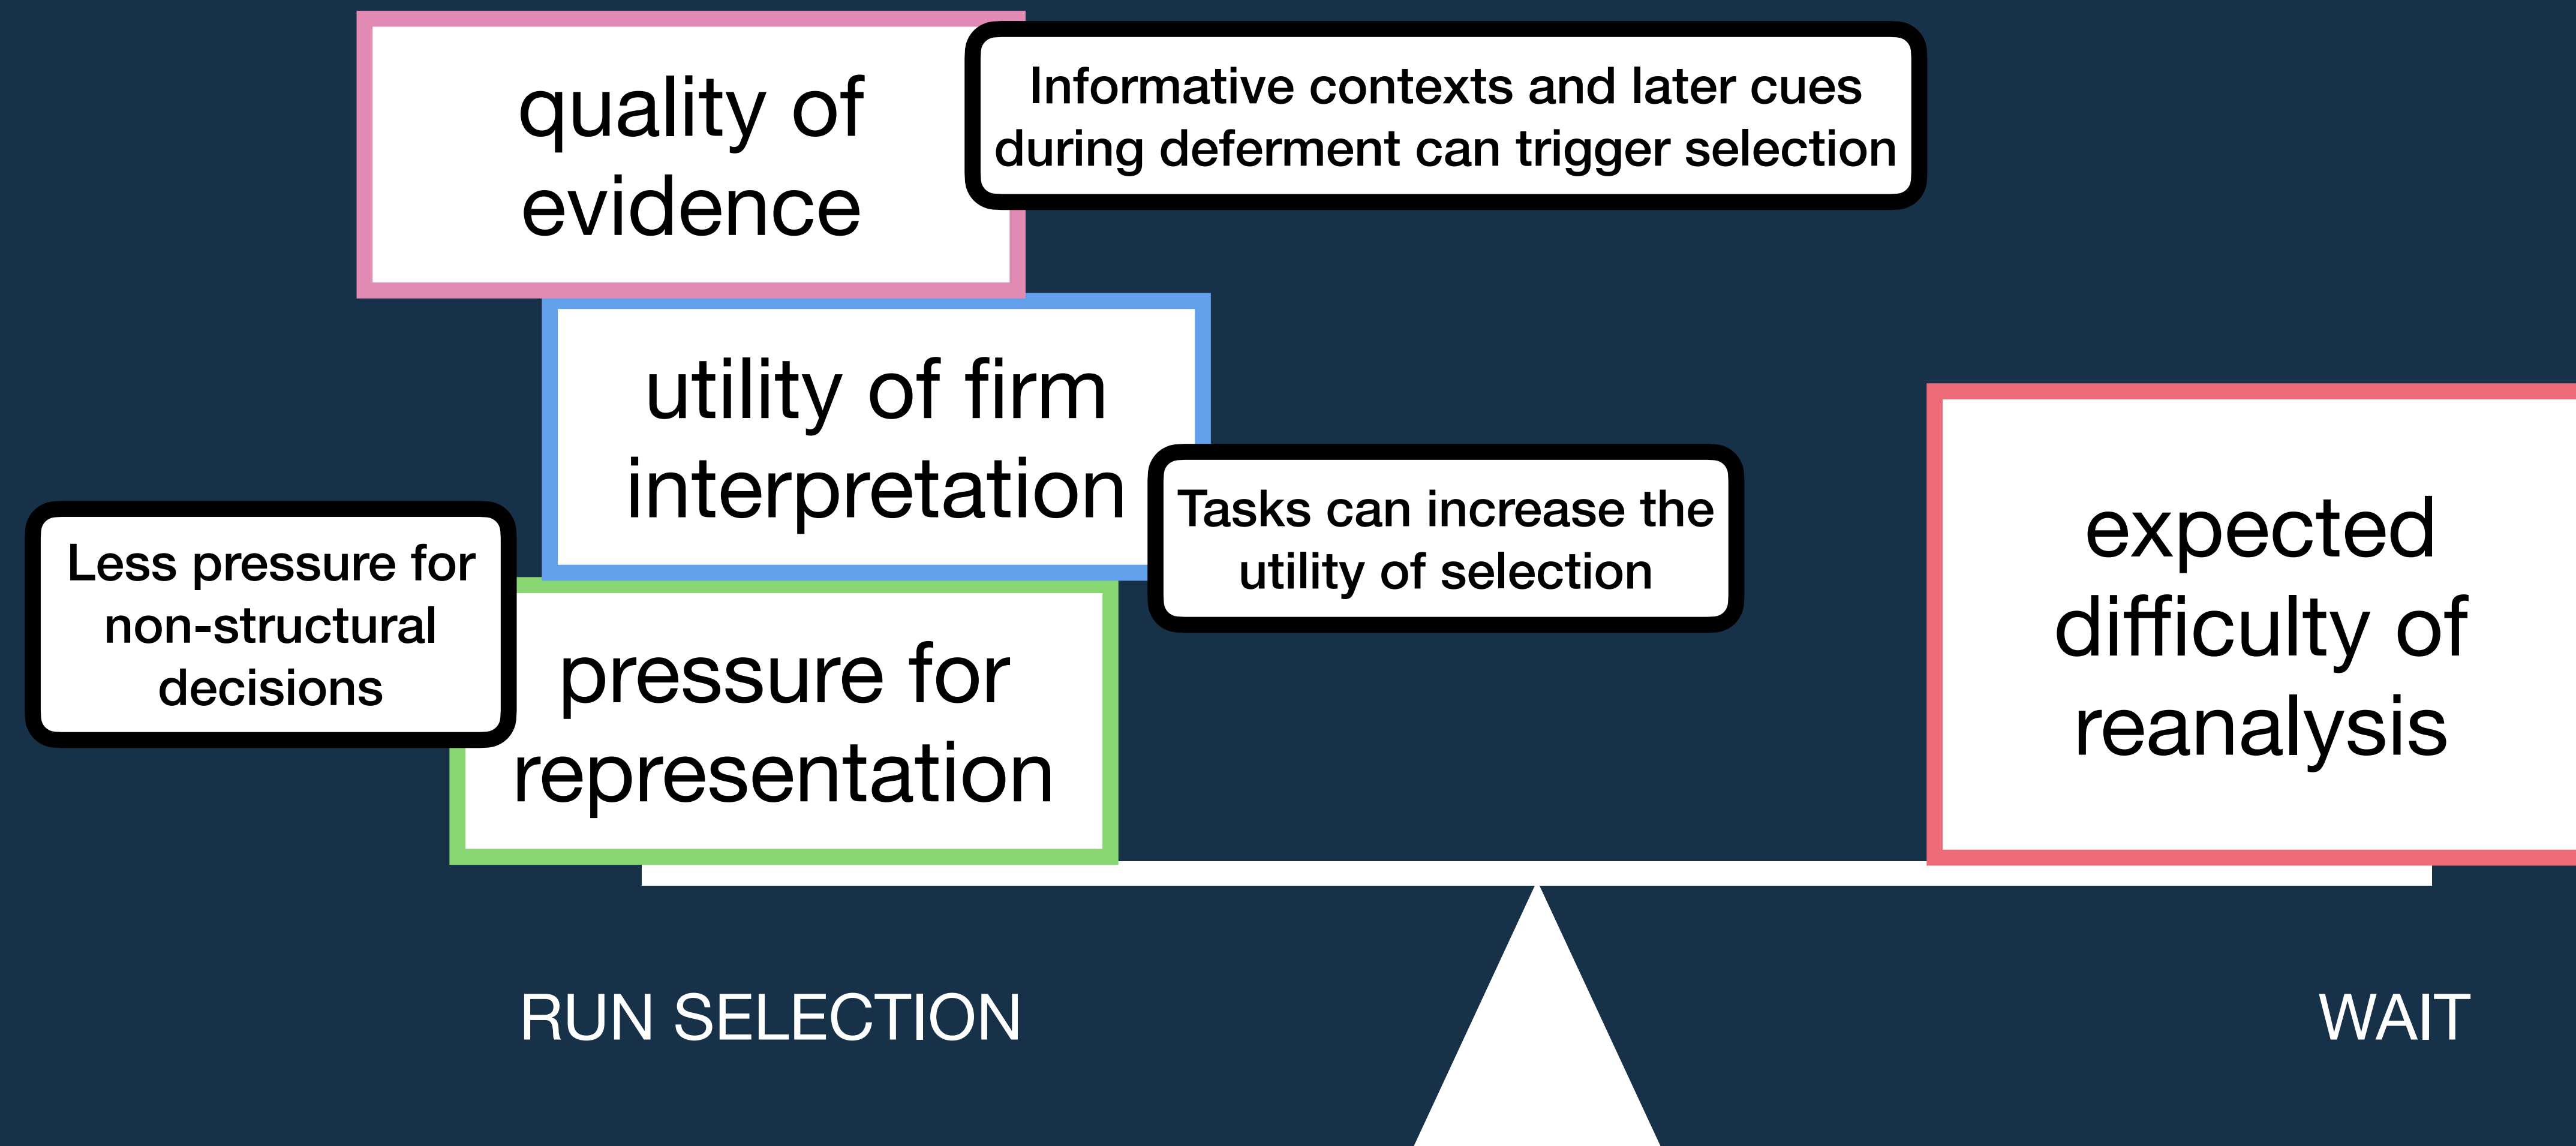 quality of
evidence
Informative contexts and later cues
during deferment can trigger selection
utility of firm
interpretation
Tasks can increase the
utility of selection
Less pressure for
non-structural
decisions
pressure for
representation
expected
difficulty of
reanalysis
RUN SELECTION
WAIT